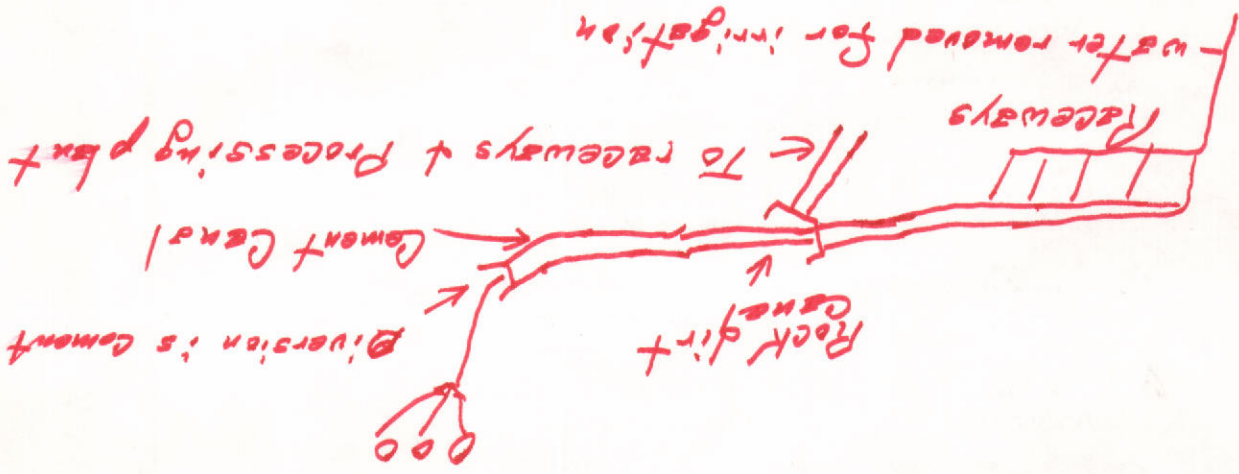 Diversion is Cement
Rock dirt
Canal
Cement Canal
To raceways + Processing plant
Raceways
- water removed for irrigation